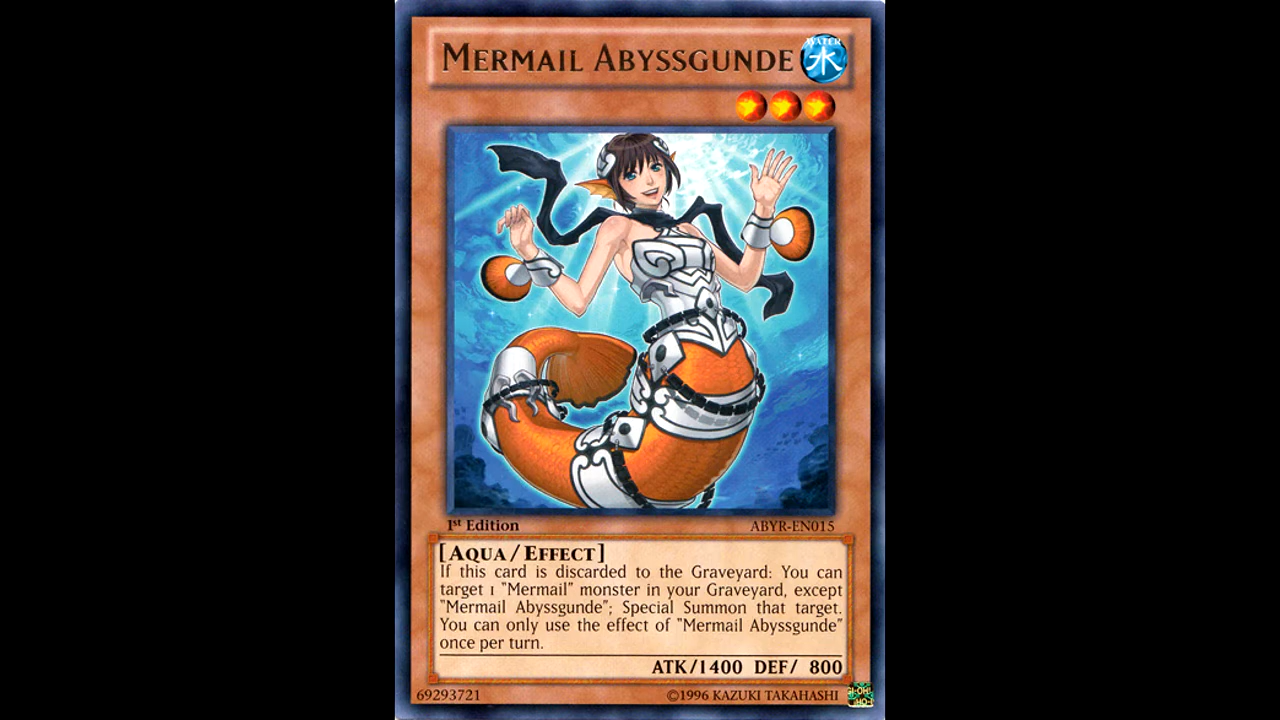 MERMAIL ABYSSGUNDE
WATER
水
1st Edition
ABYR-EN015
[AQUA/EFFECT]
If this card is discarded to the Graveyard: You can
target 1 "Mermail" monster in your Graveyard, except
"Mermail Abyssgunde"; Special Summon that target.
You can only use the effect of "Mermail Abyssgunde"
once per turn.
ATK/1400 DEF/ 800
69293721
©1996 KAZUKI TAKAHASHI